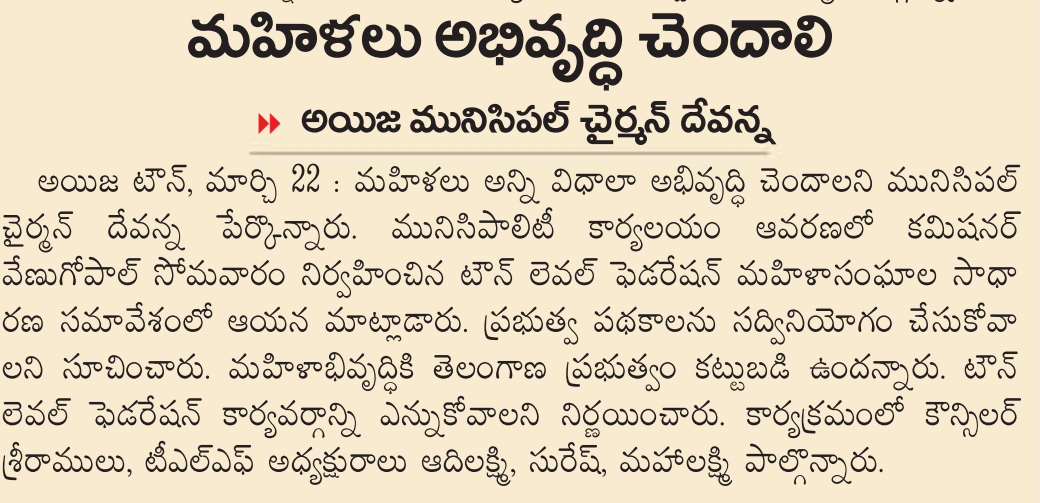 మహిళలు అభివృద్ధి చెందాలి
అయిజ మునిసిపల్ చైర్మన్ దేవన్న
అయిజ టౌన్, మార్చి 22 : మహిళలు అన్ని విధాలా అభివృద్ధి చెందాలని మునిసిపల్
చైర్మన్ దేవన్న పేర్కొన్నారు. మునిసిపాలిటీ కార్యలయం ఆవరణలో కమిషనర్
వేణుగోపాల్ సోమవారం నిర్వహించిన టౌన్ లెవల్ ఫెడరేషన్ మహిళాసంఘాల సాధా
రణ సమావేశంలో ఆయన మాట్లాడారు. ప్రభుత్వ పథకాలను సద్వినియోగం చేసుకోవా
లని సూచించారు. మహిళాభివృద్ధికి తెలంగాణ ప్రభుత్వం కట్టుబడి ఉందన్నారు. టౌన్
లెవల్ ఫెడరేషన్ కార్యవర్గాన్ని ఎన్నుకోవాలని నిర్ణయించారు. కార్యక్రమంలో కౌన్సిలర్
శ్రీరాములు, టీఎల్ఎఫ్ అధ్యక్షురాలు ఆదిలక్ష్మి, సురేష్, మహాలక్ష్మి పాల్గొన్నారు.